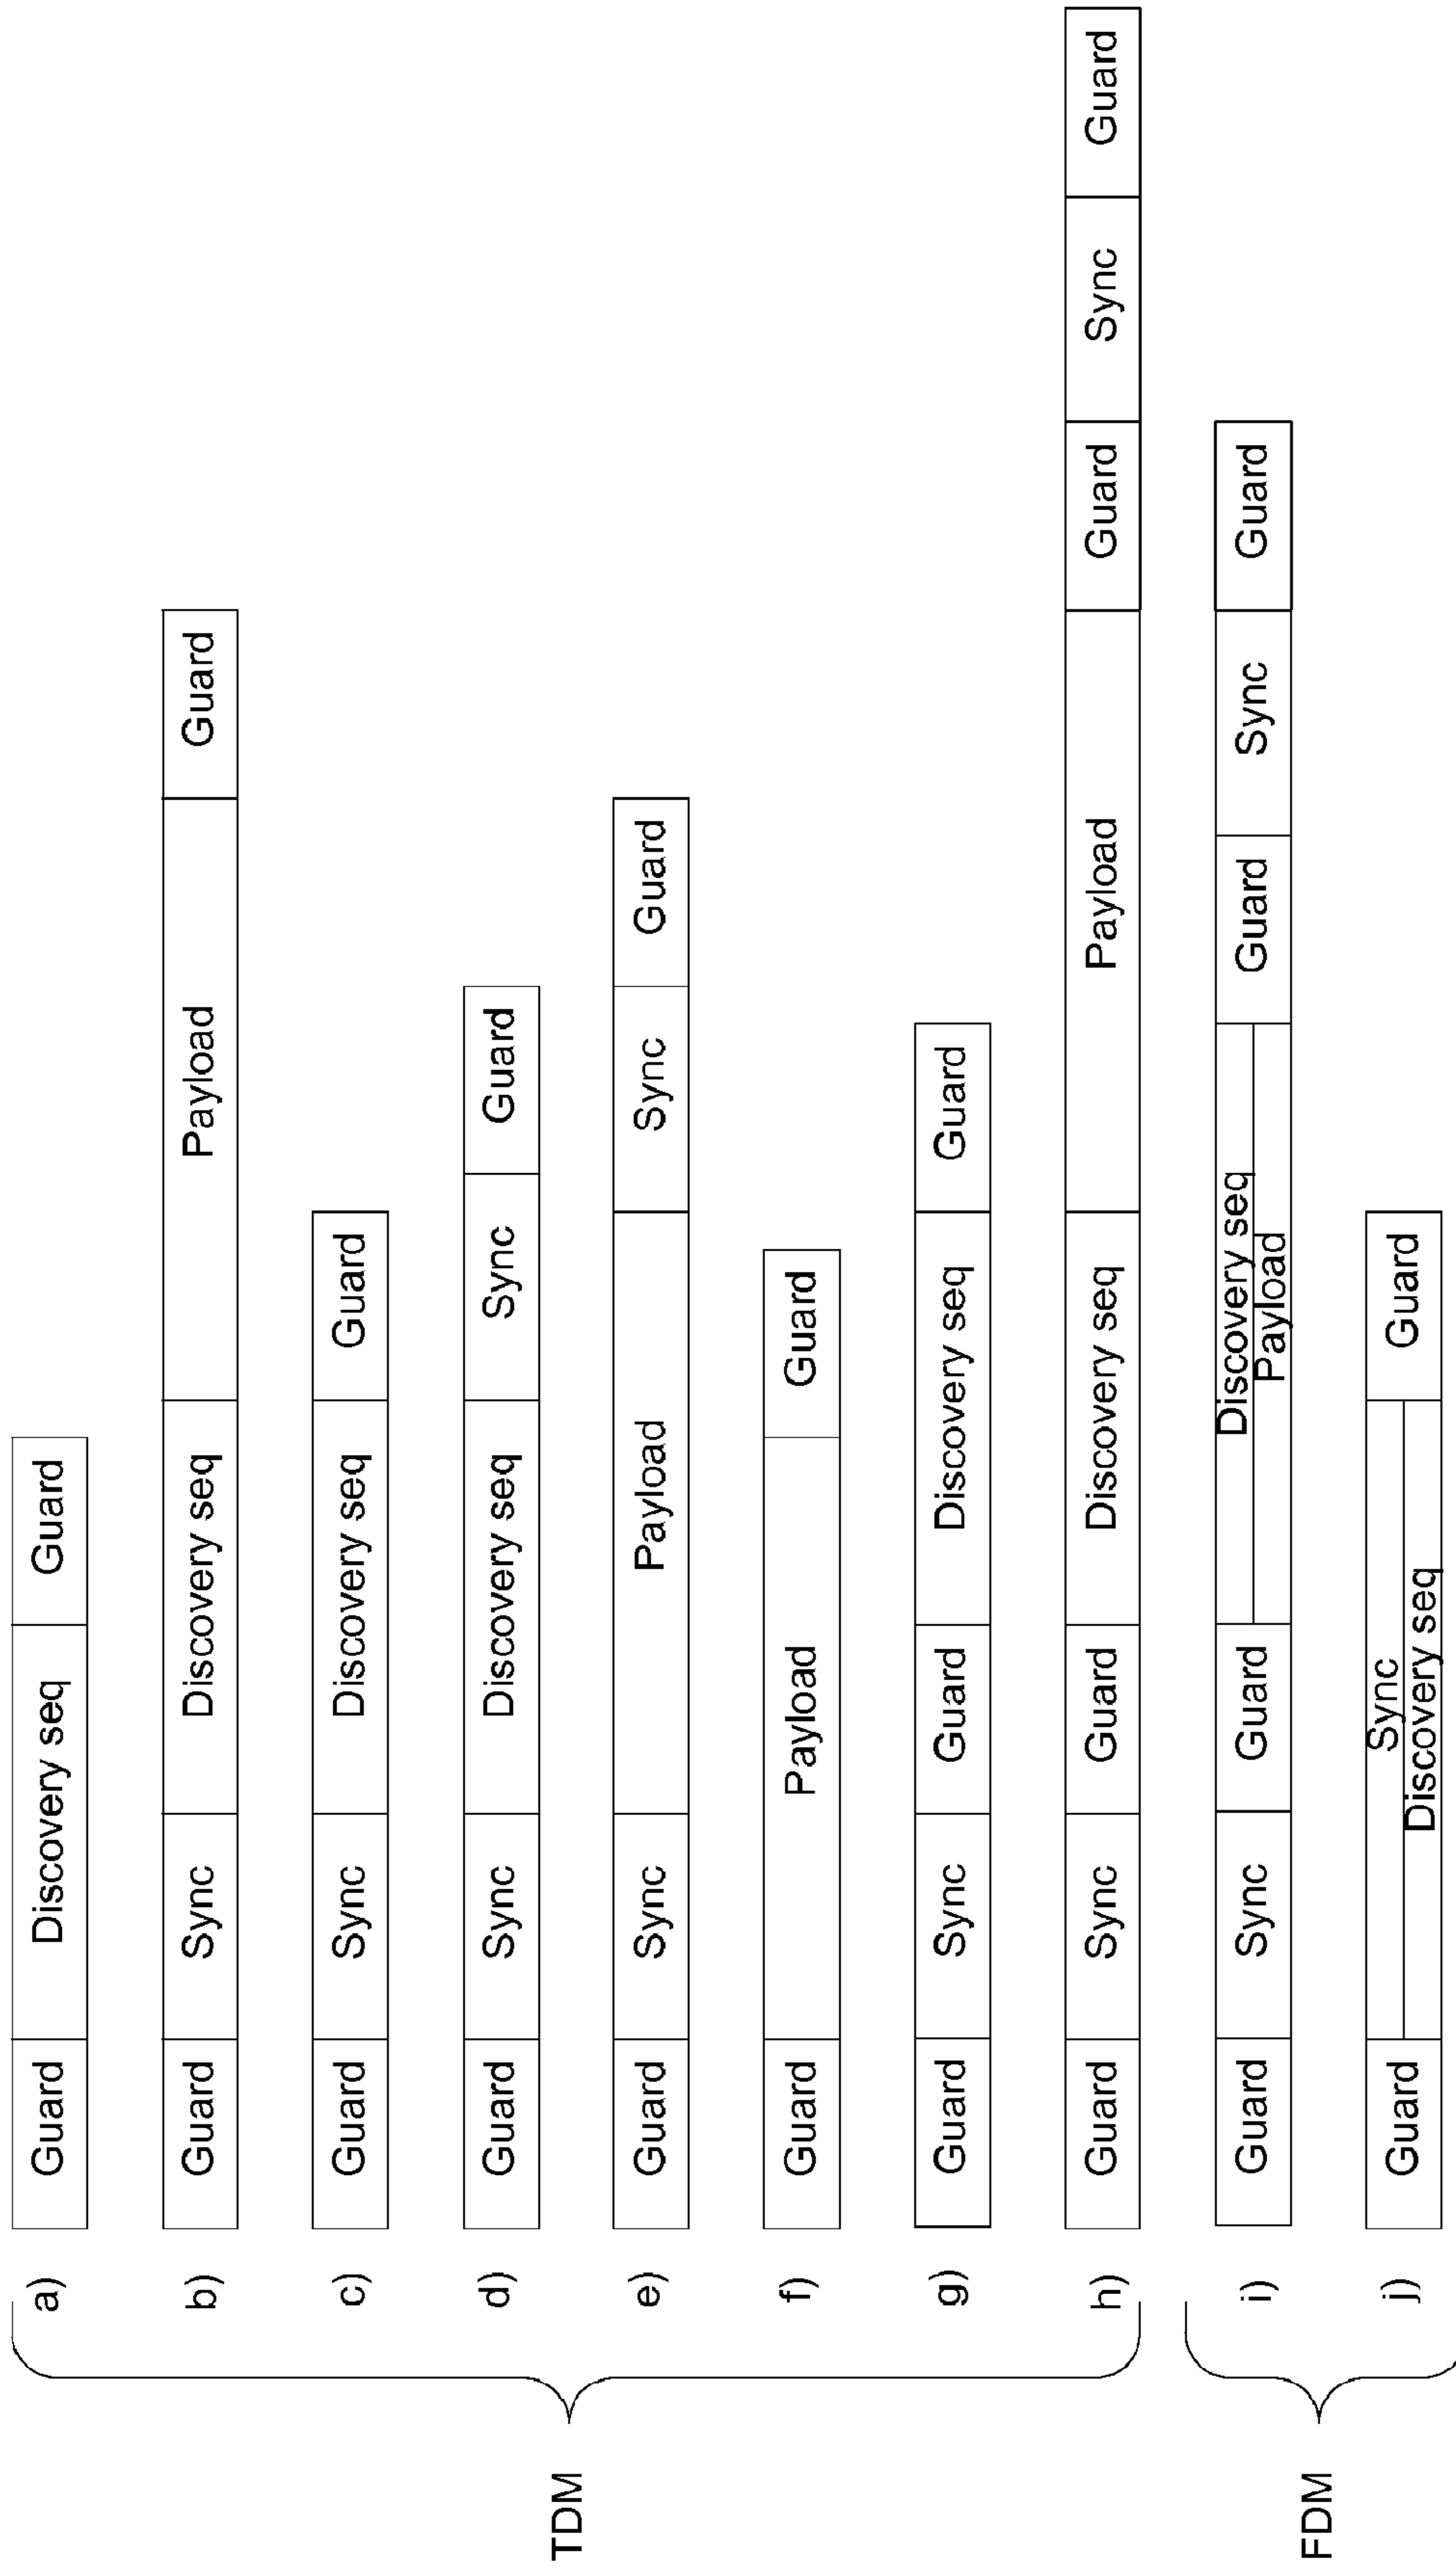 TDM
a) Guard Discovery seq Guard
b) Guard Sync Discovery seq Payload Guard
c) Guard Sync Discovery seq Guard
d) Guard Sync Discovery seq Sync Guard
e) Guard Sync Payload Sync Guard
f) Guard Payload Guard
g) Guard Sync Guard Discovery seq Guard
h) Guard Sync Guard Discovery seq Payload Guard Sync Guard
FDM
i) Guard Sync Guard Discovery seq Payload Guard Sync Guard
j) Guard Sync Discovery seq Guard